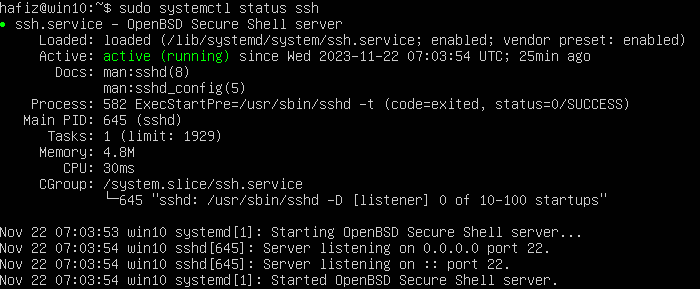 hafiz@win10:~$ sudo systemctl status ssh
● ssh.service - OpenBSD Secure Shell server
     Loaded: loaded (/lib/systemd/system/ssh.service; enabled; vendor preset: enabled)
     Active: active (running) since Wed 2023-11-22 07:03:54 UTC; 25min ago
       Docs: man:sshd(8)
             man:sshd_config(5)
    Process: 582 ExecStartPre=/usr/sbin/sshd -t (code=exited, status=0/SUCCESS)
   Main PID: 645 (sshd)
      Tasks: 1 (limit: 1929)
     Memory: 4.8M
        CPU: 30ms
     CGroup: /system.slice/ssh.service
             └─645 "sshd: /usr/sbin/sshd -D [listener] 0 of 10-100 startups"

Nov 22 07:03:53 win10 systemd[1]: Starting OpenBSD Secure Shell server...
Nov 22 07:03:54 win10 sshd[645]: Server listening on 0.0.0.0 port 22.
Nov 22 07:03:54 win10 sshd[645]: Server listening on :: port 22.
Nov 22 07:03:54 win10 systemd[1]: Started OpenBSD Secure Shell server.